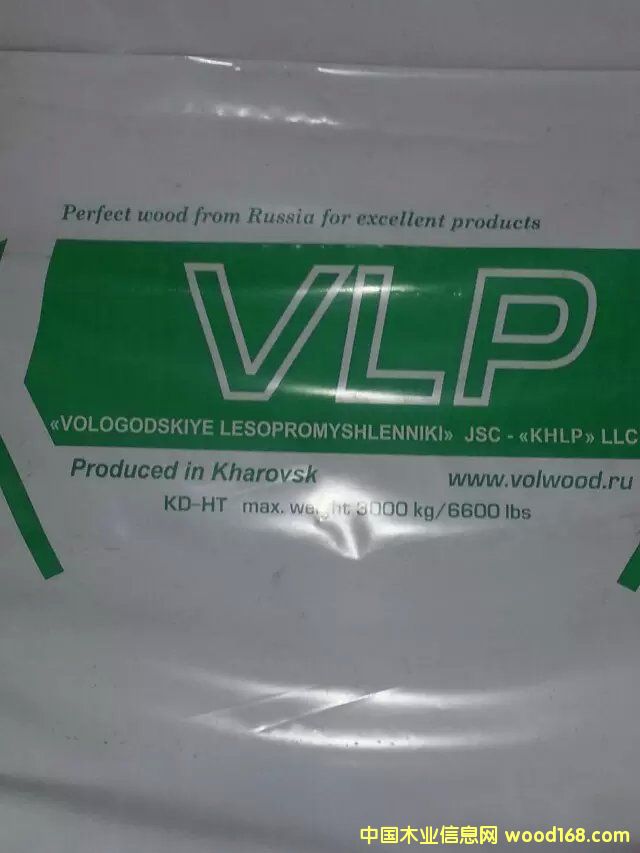 Perfect wood from Russia for excellent products
VLP
«VOLOGODSKIYE LESOPROMYSHLENNIKI» JSC - «KHLP» LLC
Produced in Kharovsk www.volwood.ru
KD-HT max. weight 3000 kg/6600 lbs
中国木业信息网 wood168.com